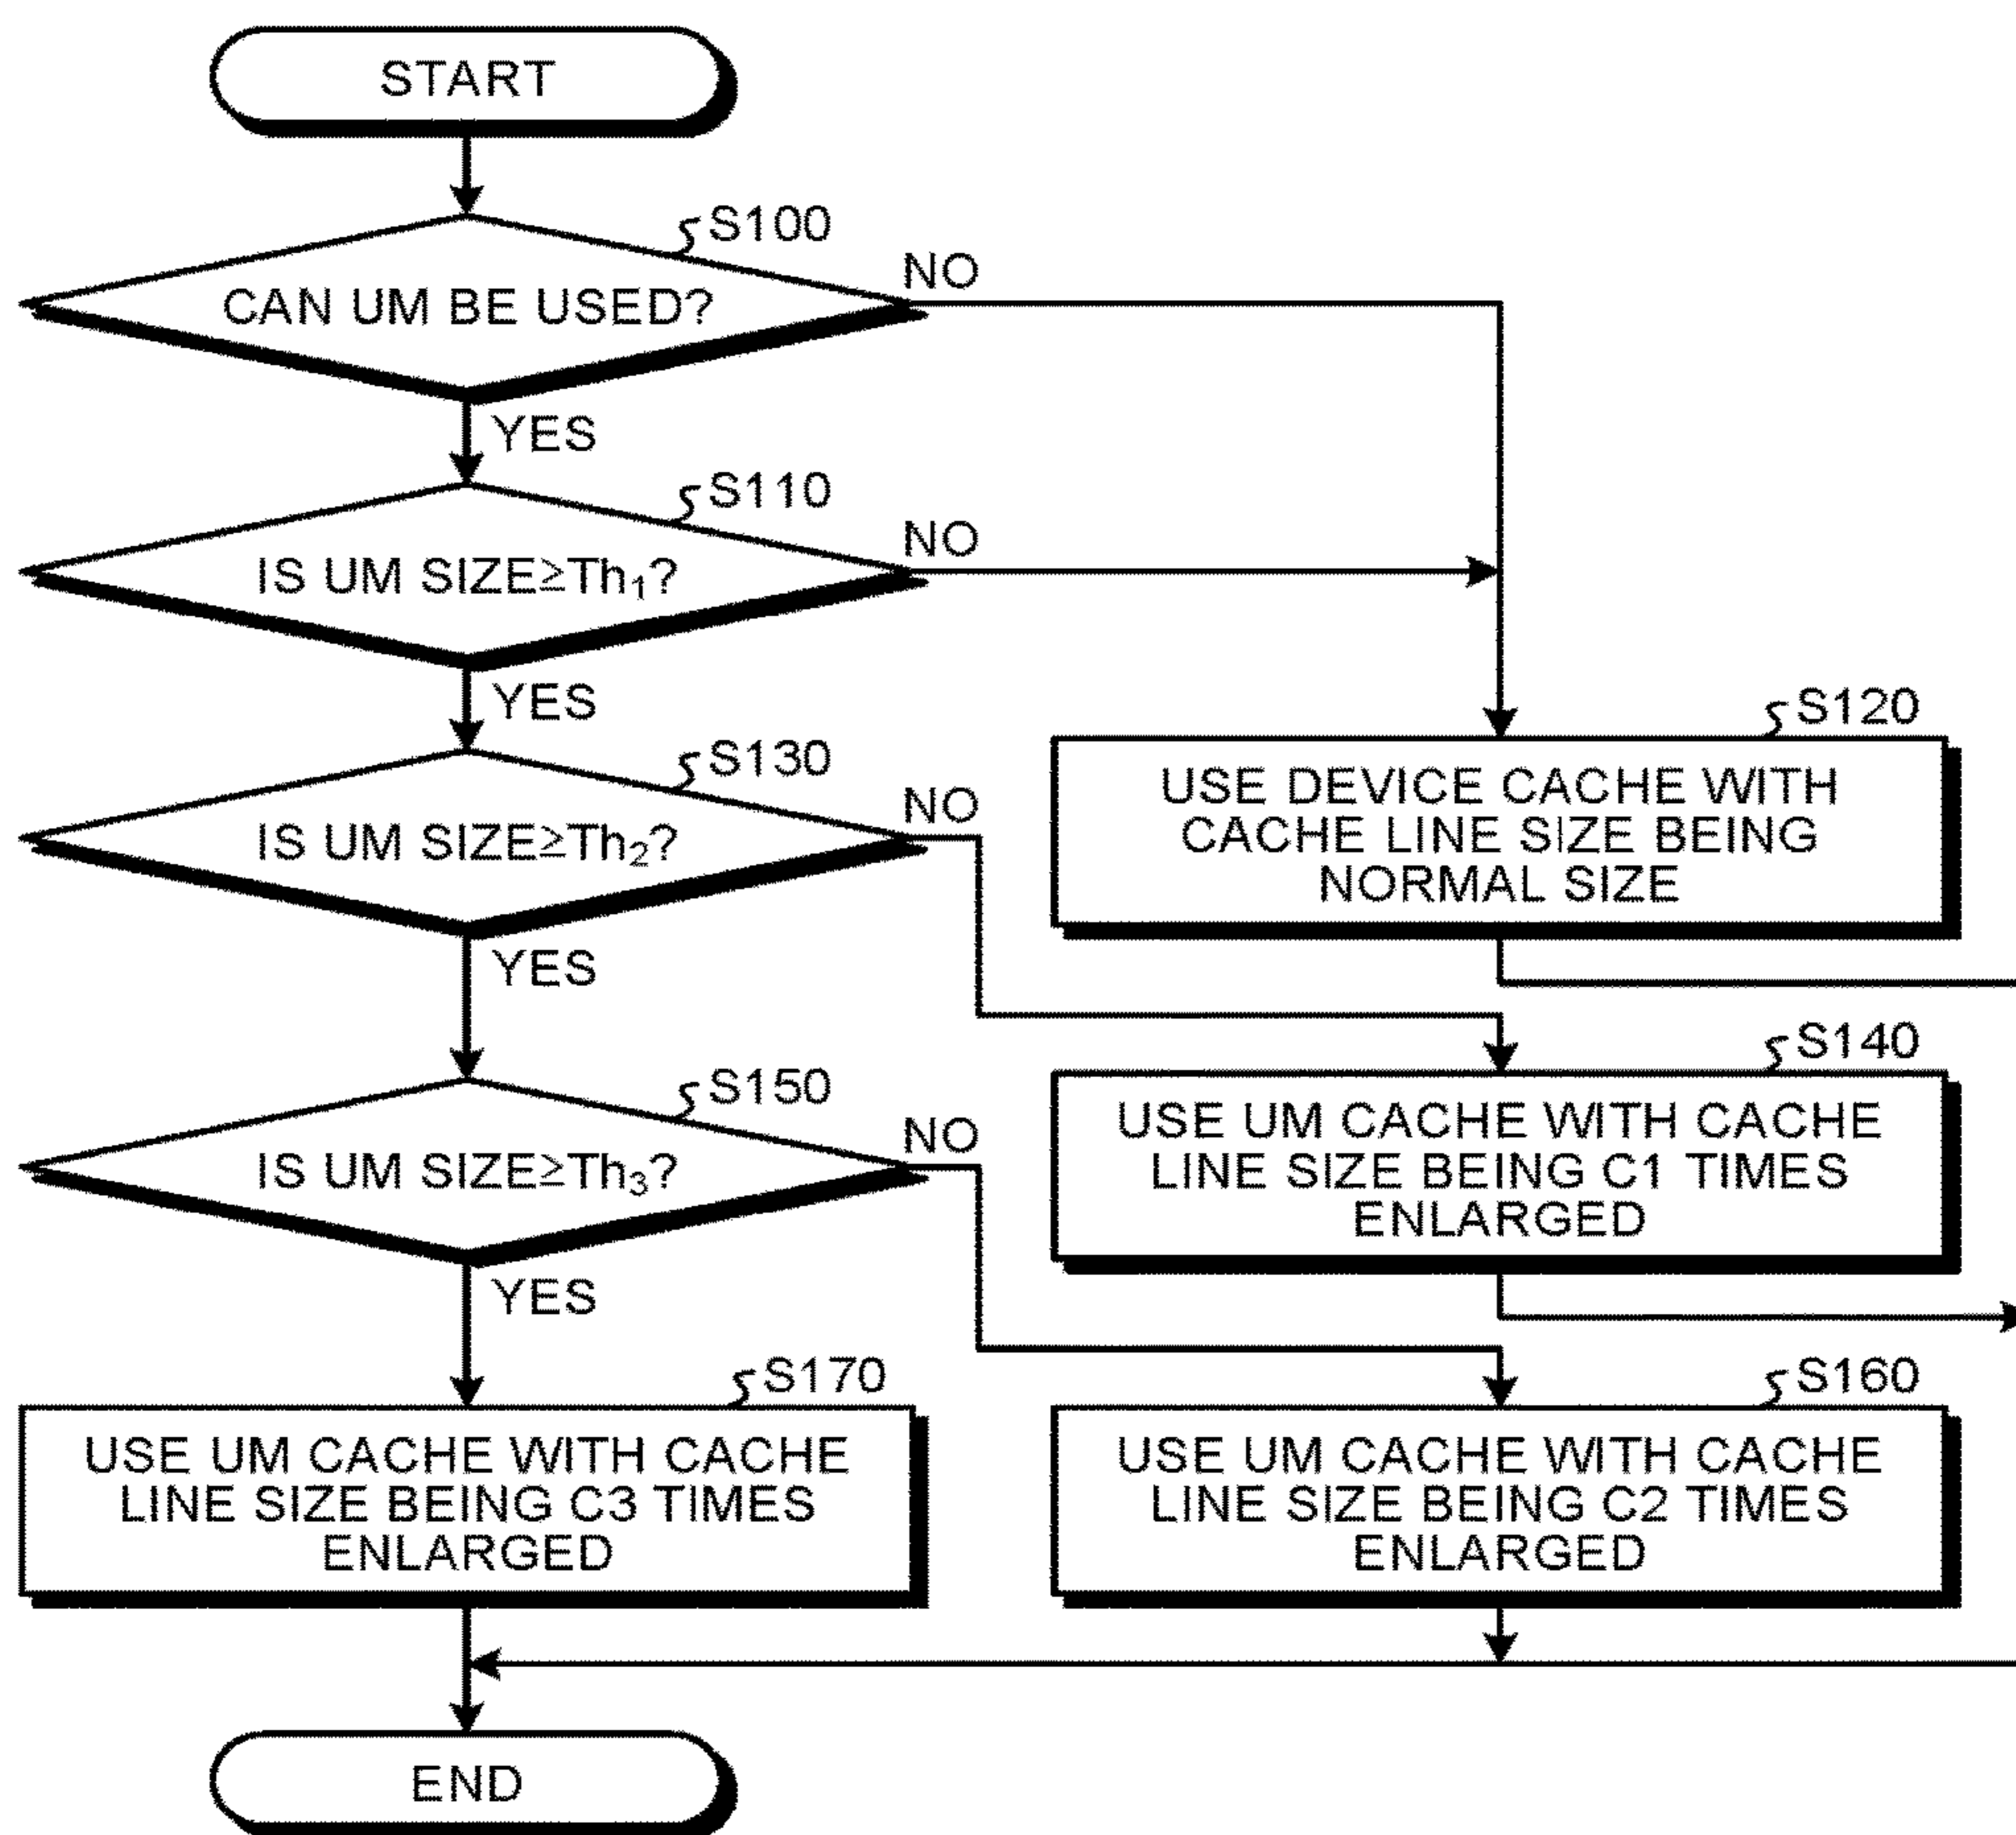 START
S100
CAN UM BE USED?
NO
YES
S110
IS UM SIZE≥Th₁?
NO
YES
S120
USE DEVICE CACHE WITH
CACHE LINE SIZE BEING
NORMAL SIZE
S130
IS UM SIZE≥Th₂?
NO
YES
S140
USE UM CACHE WITH CACHE
LINE SIZE BEING C1 TIMES
ENLARGED
S150
IS UM SIZE≥Th₃?
NO
YES
S160
USE UM CACHE WITH CACHE
LINE SIZE BEING C2 TIMES
ENLARGED
S170
USE UM CACHE WITH CACHE
LINE SIZE BEING C3 TIMES
ENLARGED
END